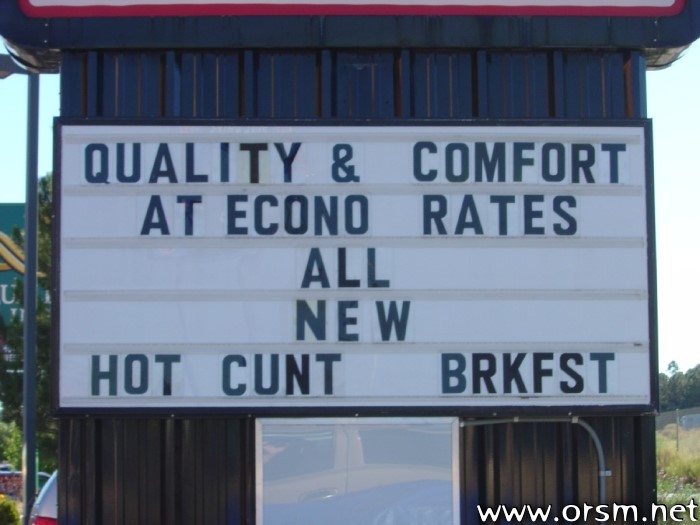 QUALITY & COMFORT
AT ECONO RATES
ALL
NEW
HOT CUNT BRKFST
www.orsm.net